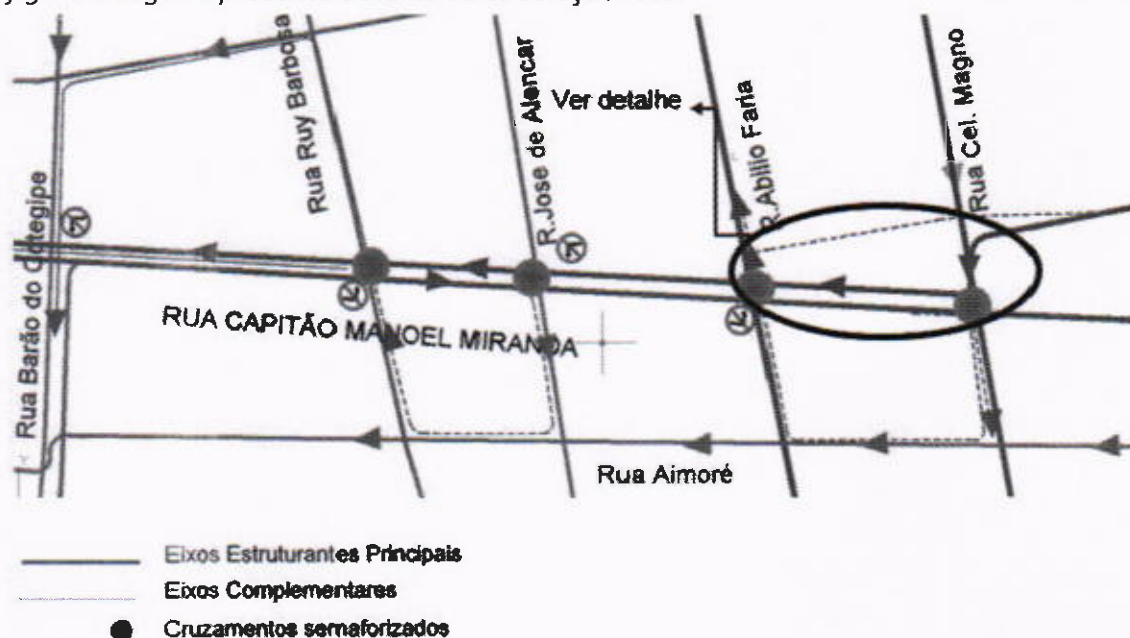 Rua Ruy Barbosa
R.Jose de Alencar
Ver detalhe
R.Abilio Faria
Rua Cel. Magno
Rua Barão do Cotegipe
RUA CAPITÃO MANOEL MIRANDA
Rua Aimoré
Eixos Estruturantes Principais
Eixos Complementares
Cruzamentos semaforizados